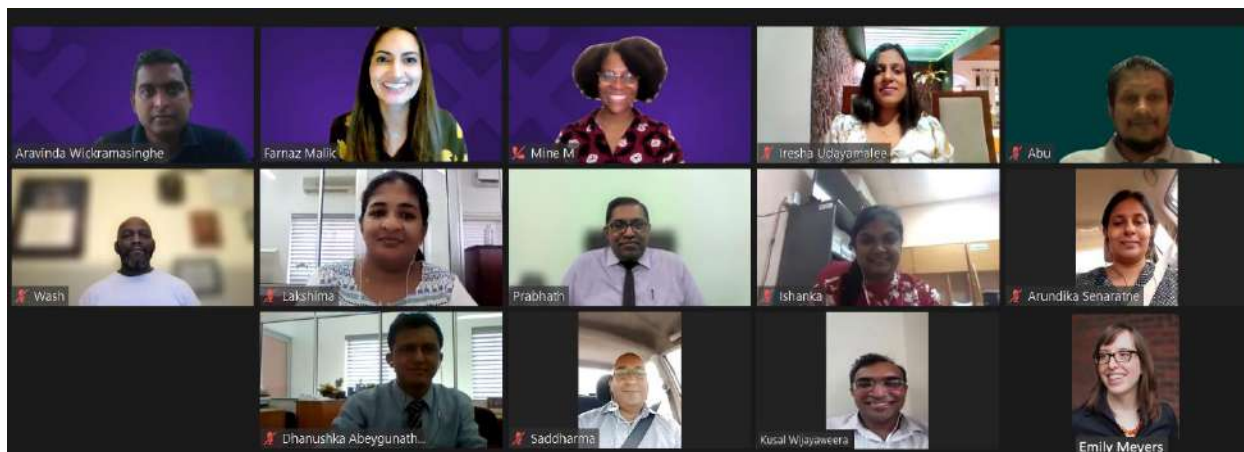 Aravinda Wickramasinghe
Farnaz Malik
Mine M
Iresha Udayamalee
Abu
Wash
Lakshima
Prabhath
Ishanka
Arundika Senaratne
Dhanushka Abeygunath...
Saddharma
Kusal Wijayaweera
Emily Meyers